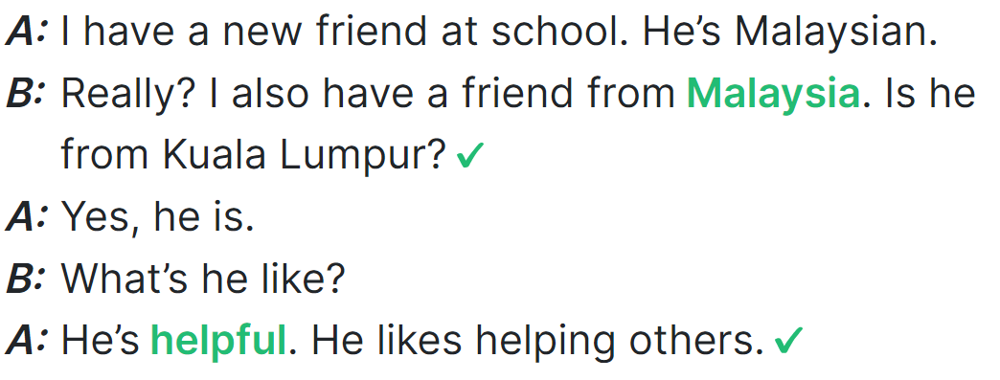 A: I have a new friend at school. He’s Malaysian.
B: Really? I also have a friend from Malaysia. Is he
from Kuala Lumpur? ✓
A: Yes, he is.
B: What’s he like?
A: He’s helpful. He likes helping others. ✓